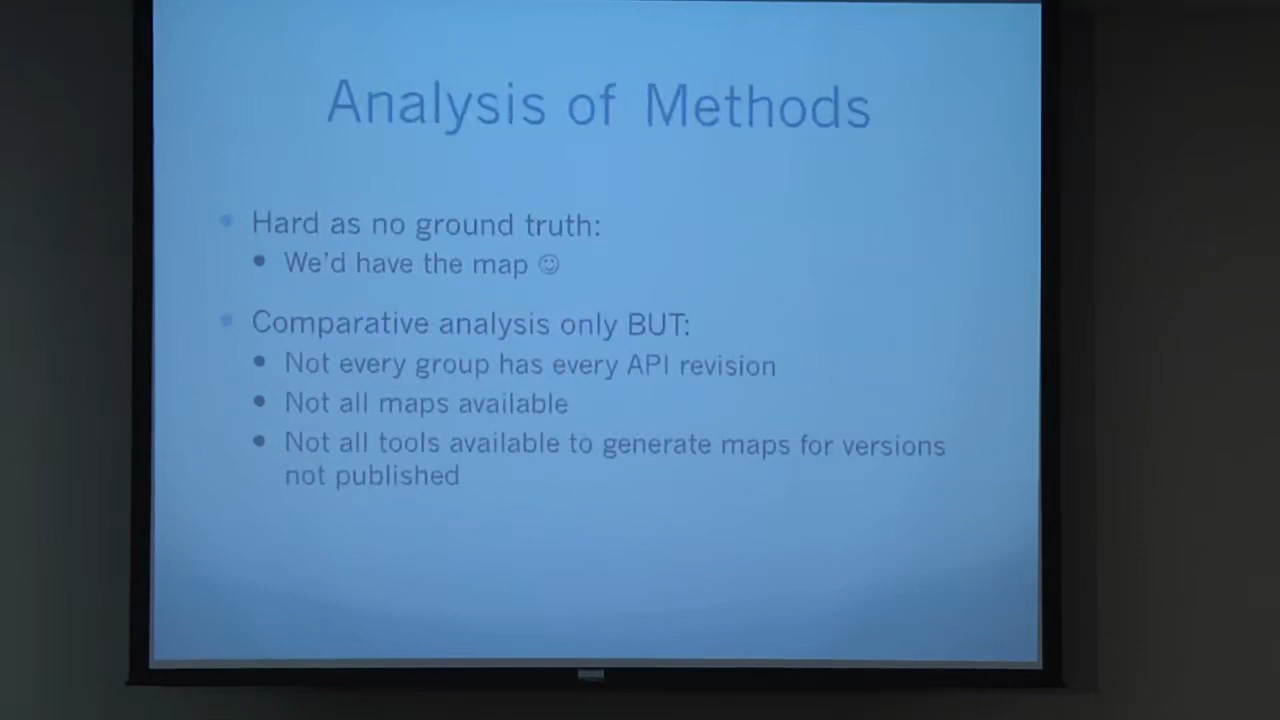 Analysis of Methods
• Hard as no ground truth:
• We'd have the map ☺
• Comparative analysis only BUT:
• Not every group has every API revision
• Not all maps available
• Not all tools available to generate maps for versions
not published